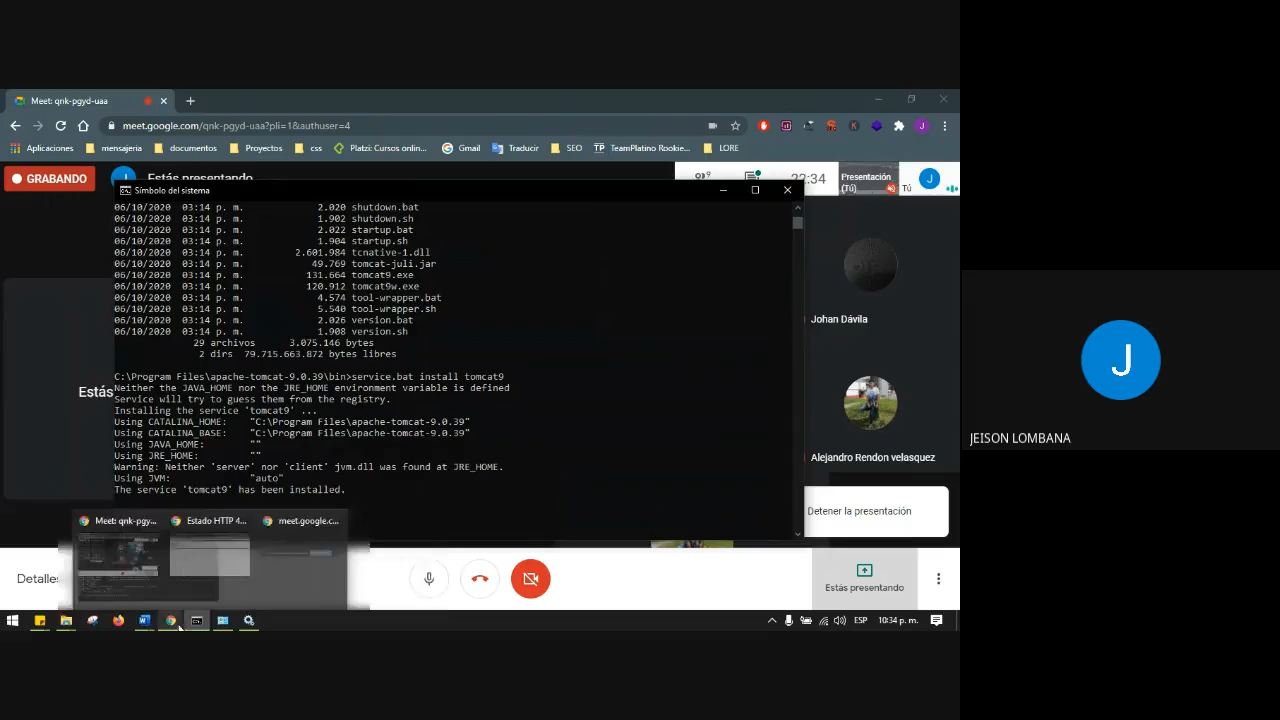 Meet: qnk-pgyd-uaa
meet.google.com/qnk-pgyd-uaa?pli=1&authuser=4
Aplicaciones mensajeria documentos Proyectos css Platzi: Cursos onlin... Gmail Traducir SEO TP TeamPlatino Rookie... LORE
GRABANDO
J
Estás presentando
9
22:34
Presentación (Tú)
J
Tú
Símbolo del sistema
06/10/2020 03:14 p. m. 2.020 shutdown.bat
06/10/2020 03:14 p. m. 1.902 shutdown.sh
06/10/2020 03:14 p. m. 2.022 startup.bat
06/10/2020 03:14 p. m. 1.904 startup.sh
06/10/2020 03:14 p. m. 2.601.984 tcnative-1.dll
06/10/2020 03:14 p. m. 49.769 tomcat-juli.jar
06/10/2020 03:14 p. m. 131.664 tomcat9.exe
06/10/2020 03:14 p. m. 120.912 tomcat9w.exe
06/10/2020 03:14 p. m. 4.574 tool-wrapper.bat
06/10/2020 03:14 p. m. 5.540 tool-wrapper.sh
06/10/2020 03:14 p. m. 2.026 version.bat
06/10/2020 03:14 p. m. 1.908 version.sh
29 archivos 3.075.146 bytes
2 dirs 79.715.663.872 bytes libres
C:\Program Files\apache-tomcat-9.0.39\bin>service.bat install tomcat9
Neither the JAVA_HOME nor the JRE_HOME environment variable is defined
Service will try to guess them from the registry.
Installing the service 'tomcat9' ...
Using CATALINA_HOME: "C:\Program Files\apache-tomcat-9.0.39"
Using CATALINA_BASE: "C:\Program Files\apache-tomcat-9.0.39"
Using JAVA_HOME: ""
Using JRE_HOME: ""
Warning: Neither 'server' nor 'client' jvm.dll was found at JRE_HOME.
Using JVM: "auto"
The service 'tomcat9' has been installed.
Estás
Johan Dávila
Alejandro Rendon velasquez
Detener la presentación
Meet: qnk-pgy... Estado HTTP 4... meet.google.c...
Detalles
Estás presentando
ESP 10:34 p. m.
J
JEISON LOMBANA